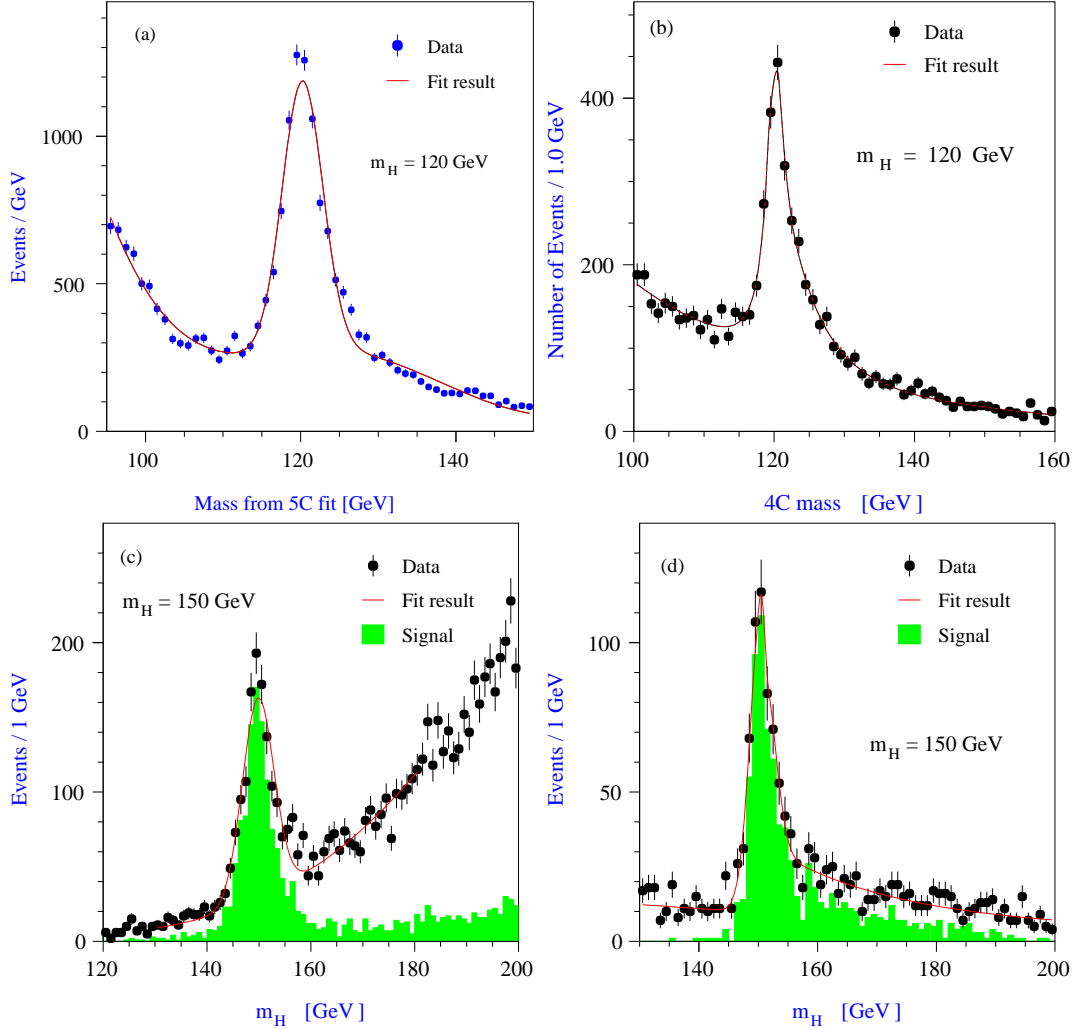 (a)
Data
Fit result
m_H = 120 GeV
Events / GeV
1000
500
0
100
120
140
Mass from 5C fit [GeV]
(b)
Data
Fit result
m_H = 120 GeV
Number of Events / 1.0 GeV
400
200
0
100
120
140
160
4C mass [GeV]
(c)
Data
m_H = 150 GeV
Fit result
Signal
Events / 1 GeV
200
100
0
120
140
160
180
200
m_H [GeV]
(d)
Data
Fit result
Signal
m_H = 150 GeV
Events / 1 GeV
100
50
0
140
160
180
200
m_H [GeV]